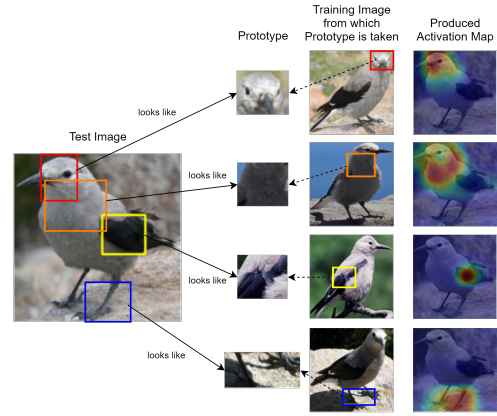 Prototype
Training Image
from which
Prototype is taken
Produced
Activation Map
Test Image
looks like
looks like
looks like
looks like